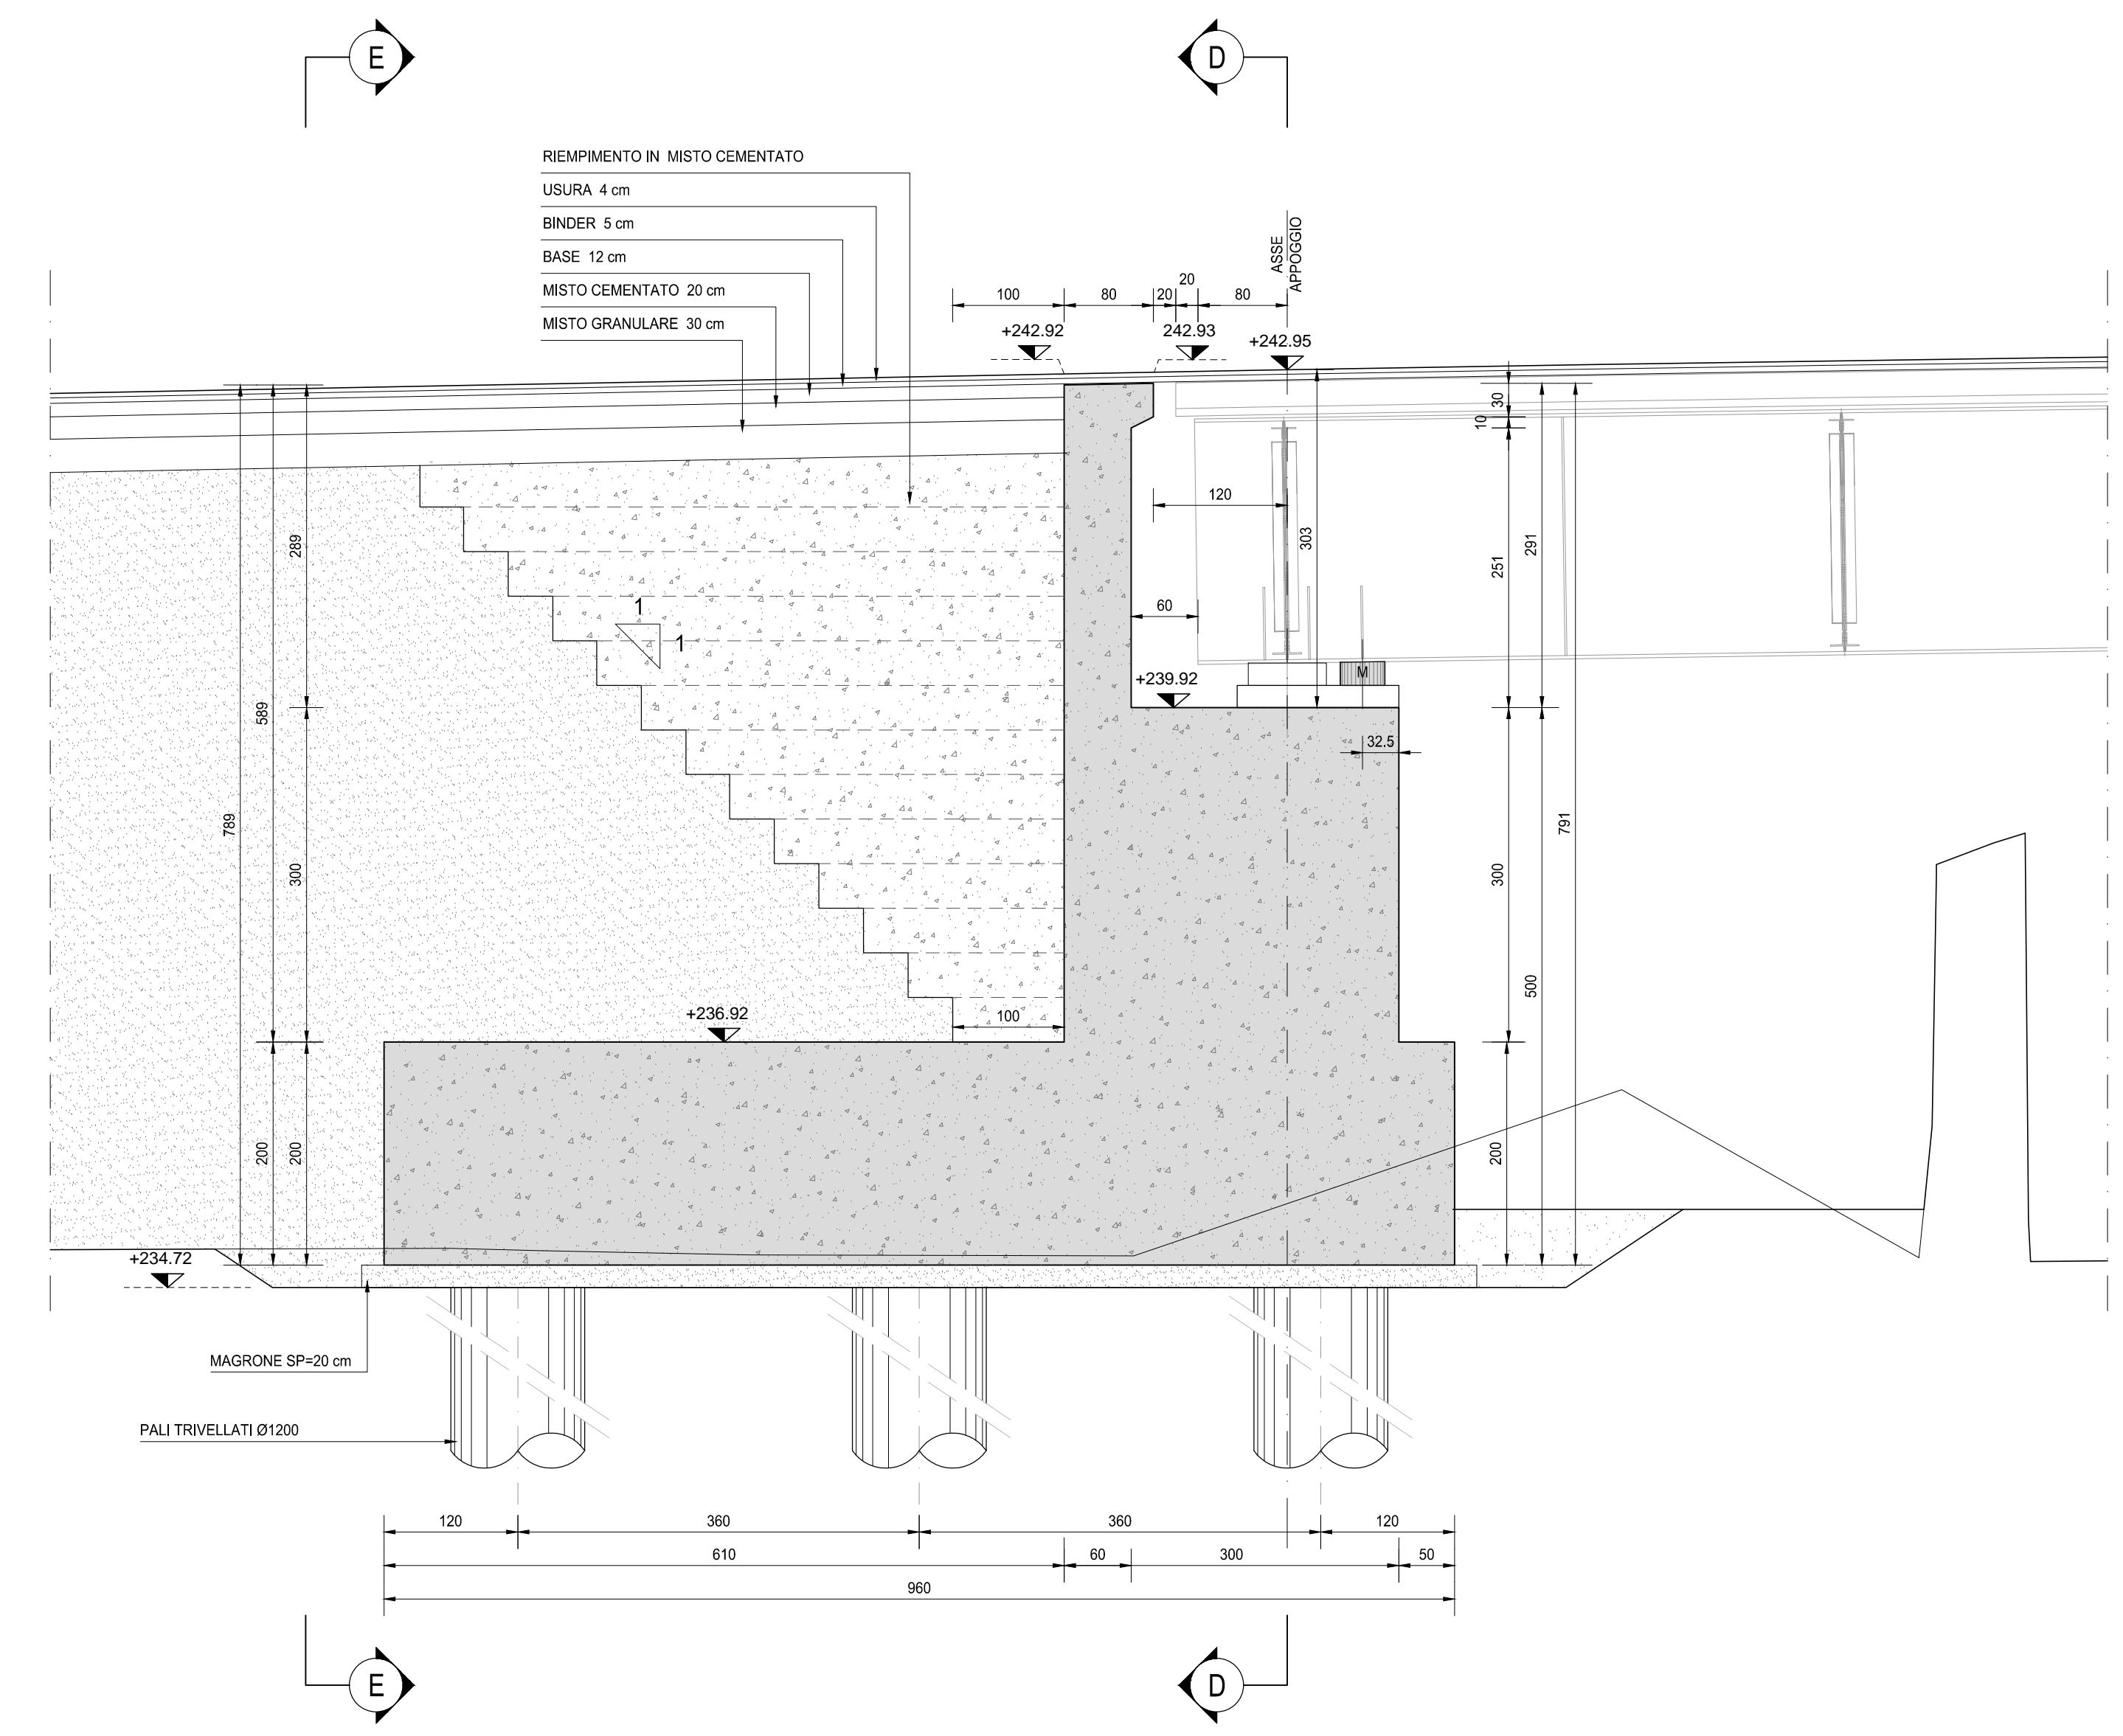 E
D
RIEMPIMENTO IN MISTO CEMENTATO
USURA 4 cm
BINDER 5 cm
BASE 12 cm
MISTO CEMENTATO 20 cm
MISTO GRANULARE 30 cm
ASSE
APPOGGIO
100
80
20
20
80
+242.92
242.93
+242.95
30
10
120
303
251
291
289
589
789
1
1
60
M
+239.92
32.5
300
300
500
791
+236.92
100
200
200
200
+234.72
MAGRONE SP=20 cm
PALI TRIVELLATI Ø1200
120
360
360
120
610
60
300
50
960
E
D